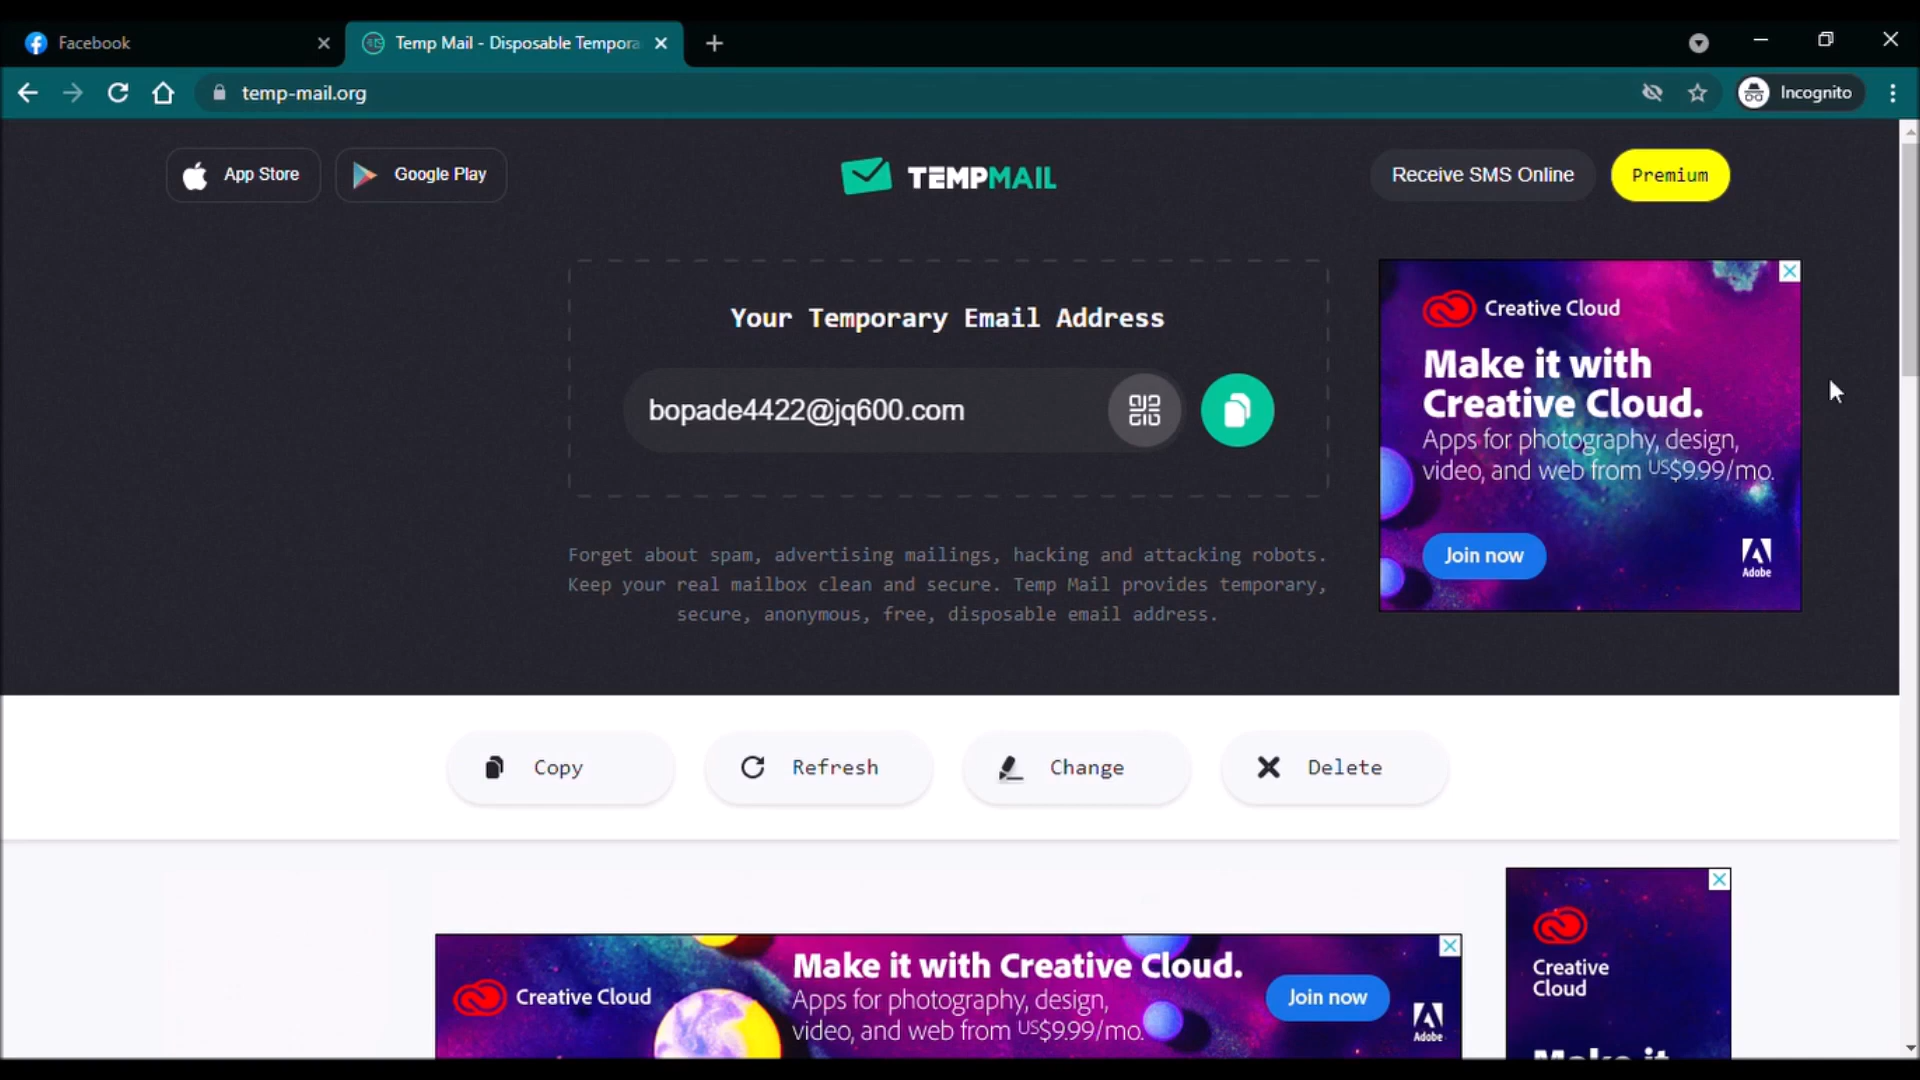 Facebook
Temp Mail - Disposable Tempora
temp-mail.org
Incognito
App Store
Google Play
TEMPMAIL
Receive SMS Online
Premium
Your Temporary Email Address
bopade4422@jq600.com
Creative Cloud
Make it with
Creative Cloud.
Apps for photography, design,
video, and web from US$9.99/mo.
Join now
Adobe
Forget about spam, advertising mailings, hacking and attacking robots.
Keep your real mailbox clean and secure. Temp Mail provides temporary,
secure, anonymous, free, disposable email address.
Copy
Refresh
Change
Delete
Creative Cloud
Make it with Creative Cloud.
Apps for photography, design,
video, and web from US$9.99/mo.
Join now
Adobe
Creative
Cloud
Make it